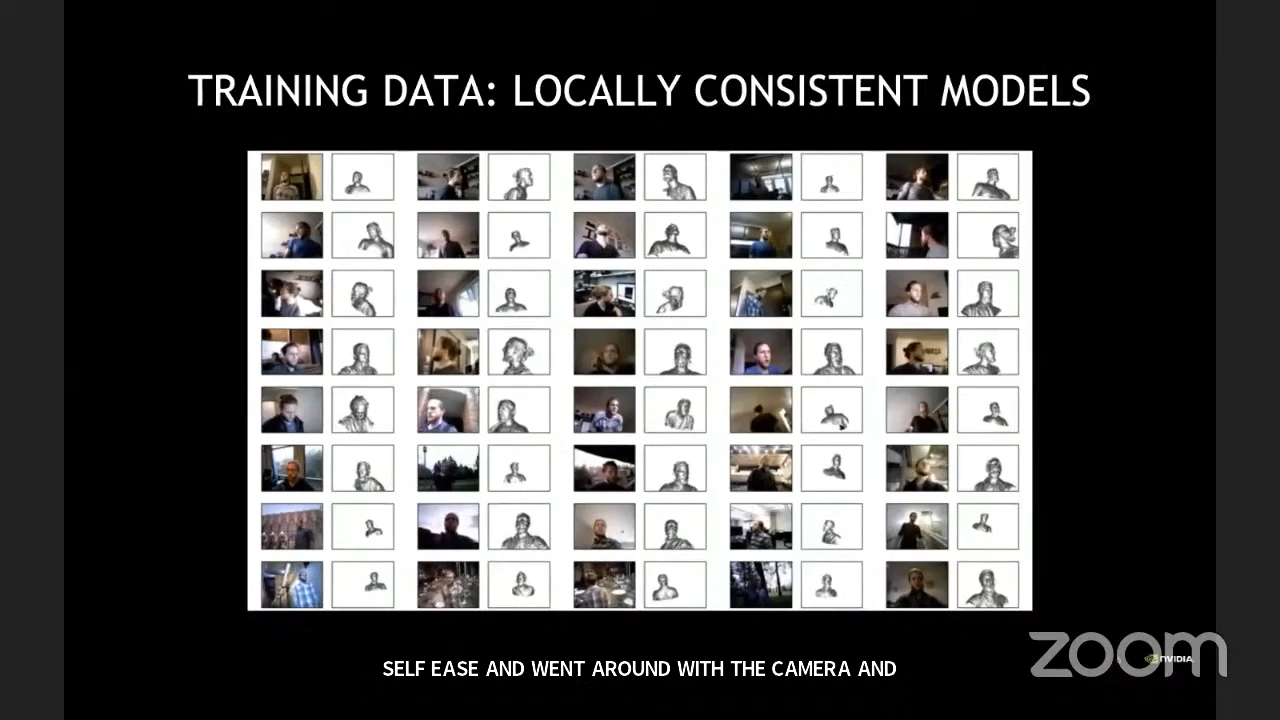 TRAINING DATA: LOCALLY CONSISTENT MODELS
SELF EASE AND WENT AROUND WITH THE CAMERA AND
zoom
NVIDIA.